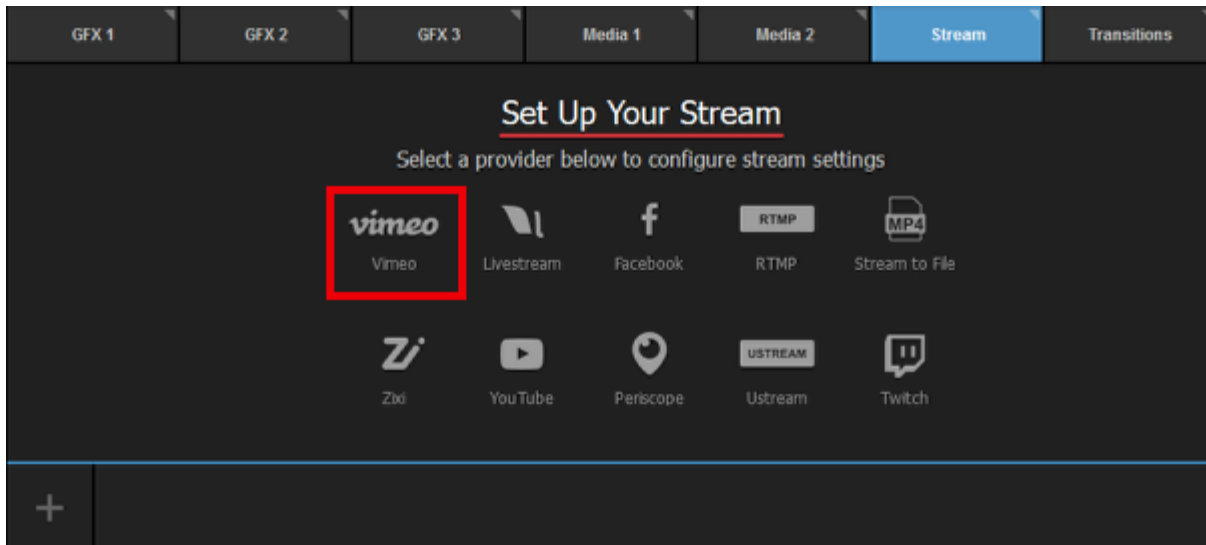 GFX 1 GFX 2 GFX 3 Media 1 Media 2 Stream Transitions
Set Up Your Stream
Select a provider below to configure stream settings
vimeo RTMP MP4
Vimeo Livestream Facebook RTMP Stream to File
Zi USTREAM
Zixi YouTube Periscope Ustream Twitch